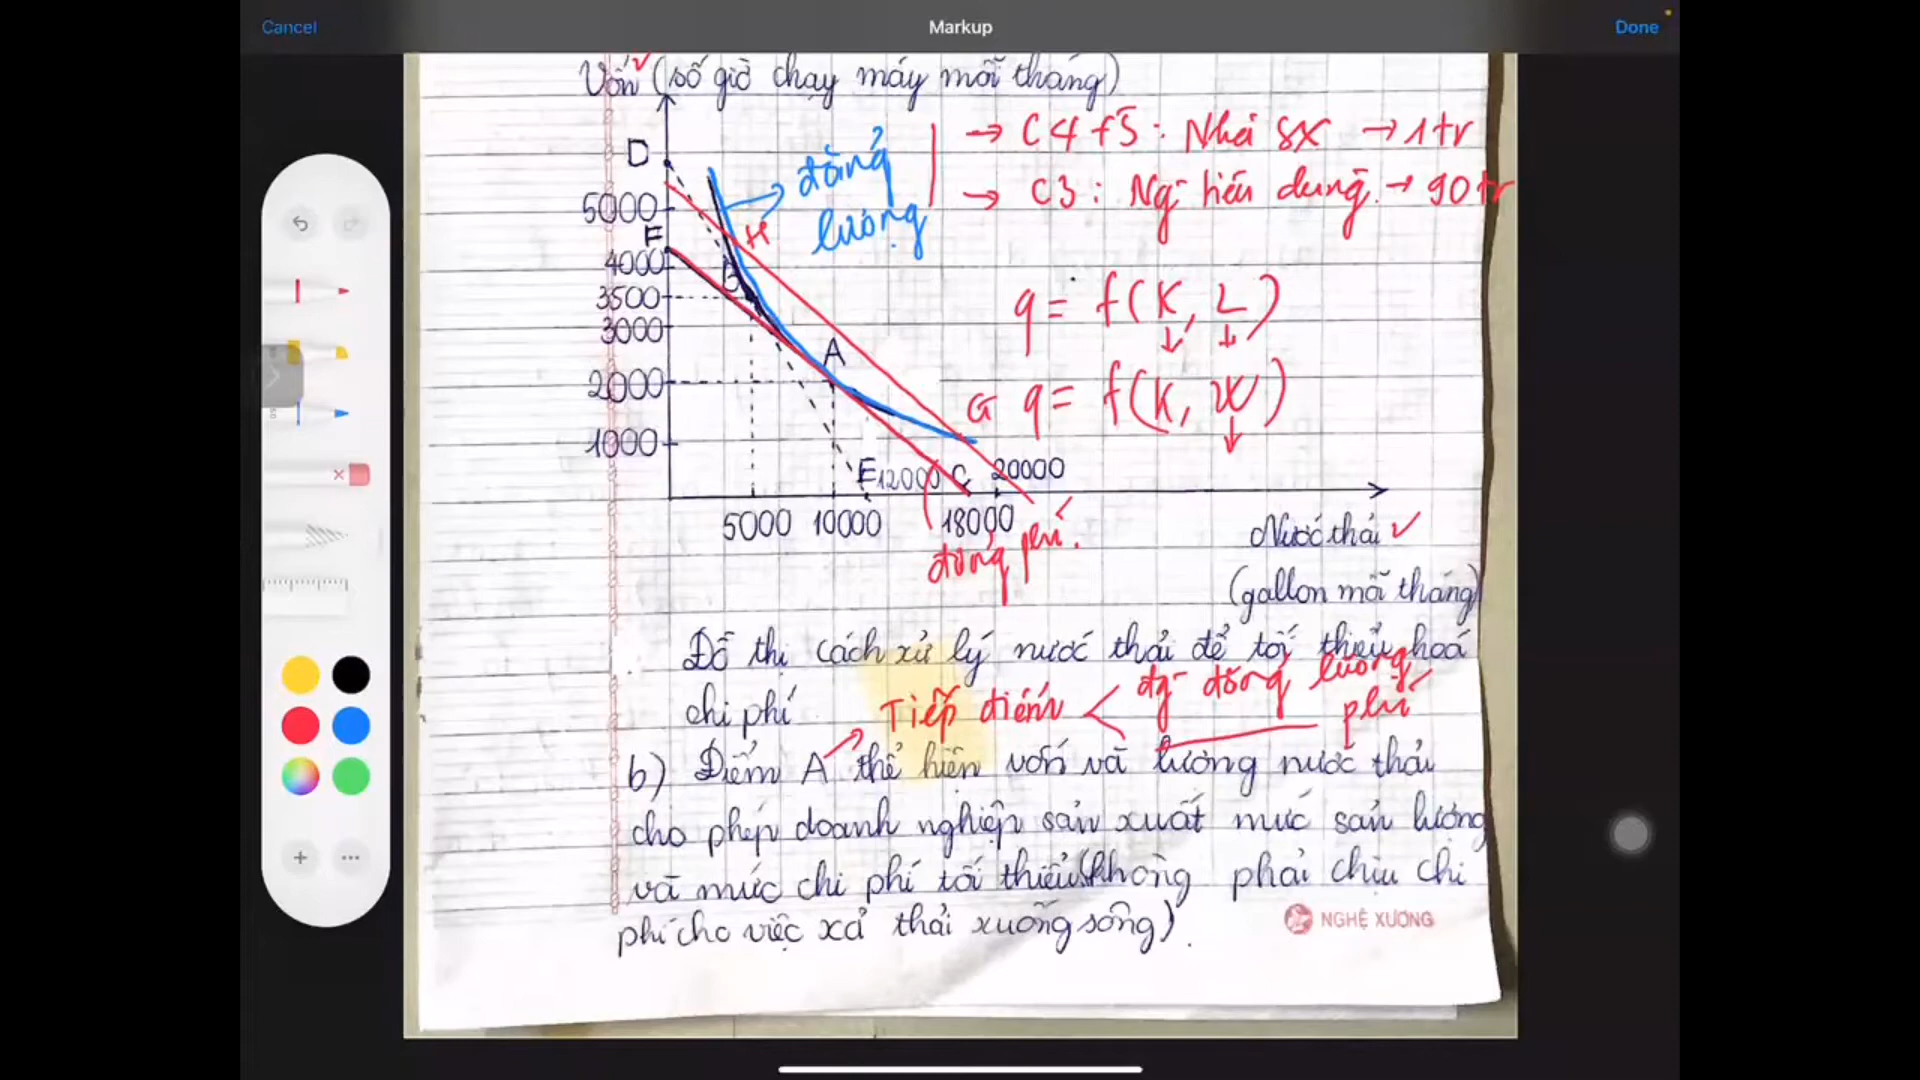 Cancel
Markup
Done
Vốn (số giờ chạy máy mỗi tháng)
→ C4 + 5: Nhà SX → 1tr
→ C3: Ng tiêu dùng → 90tr
đẳng
lượng
D
5000
F
4000
3500
3000
2000
1000
H
B
A
G
q = f(K, L)
q = f(K, W)
E
12000
C
20000
5000
10000
18000
đồng phí.
Nước thải
(gallon mỗi tháng)
Đồ thị cách xử lý nước thải để tối thiểu hoá
chi phí
Tiếp điểm
đg đồng lượng
phí
b) Điểm A thể hiện vốn và lượng nước thải
cho phép doanh nghiệp sản xuất mức sản lượng
và mức chi phí tối thiểu (không phải chịu chi
phí cho việc xả thải xuống sông).
NGHỆ XƯƠNG